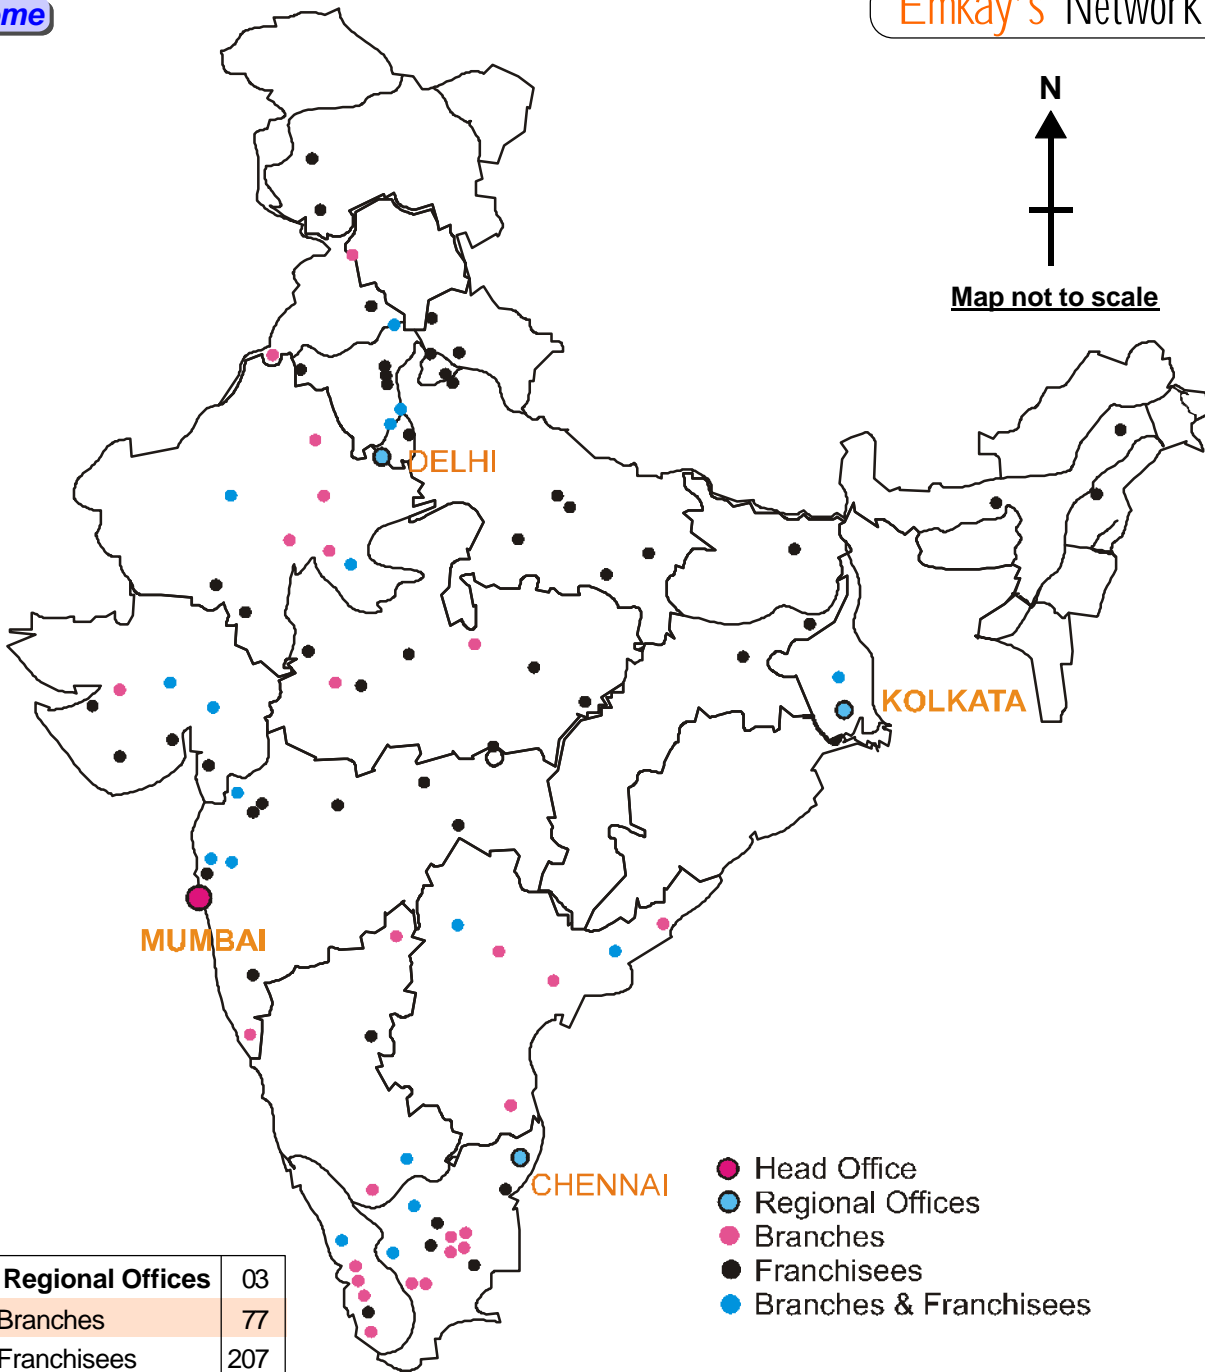 Emkay's Network
N
Map not to scale
DELHI
KOLKATA
MUMBAI
CHENNAI
Head Office
Regional Offices
Branches
Franchisees
Branches & Franchisees
Regional Offices 03
Branches 77
Franchisees 207